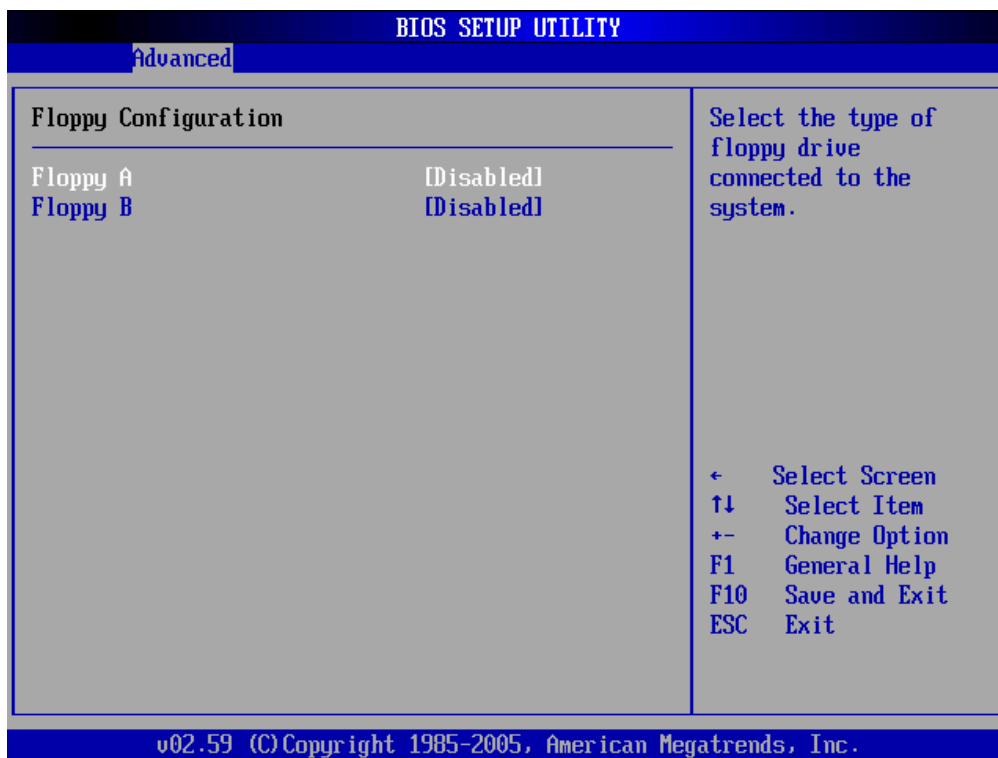 BIOS SETUP UTILITY
Advanced
Floppy Configuration
Floppy A [Disabled]
Floppy B [Disabled]
Select the type of
floppy drive
connected to the
system.
← Select Screen
↑↓ Select Item
+- Change Option
F1 General Help
F10 Save and Exit
ESC Exit
v02.59 (C)Copyright 1985-2005, American Megatrends, Inc.